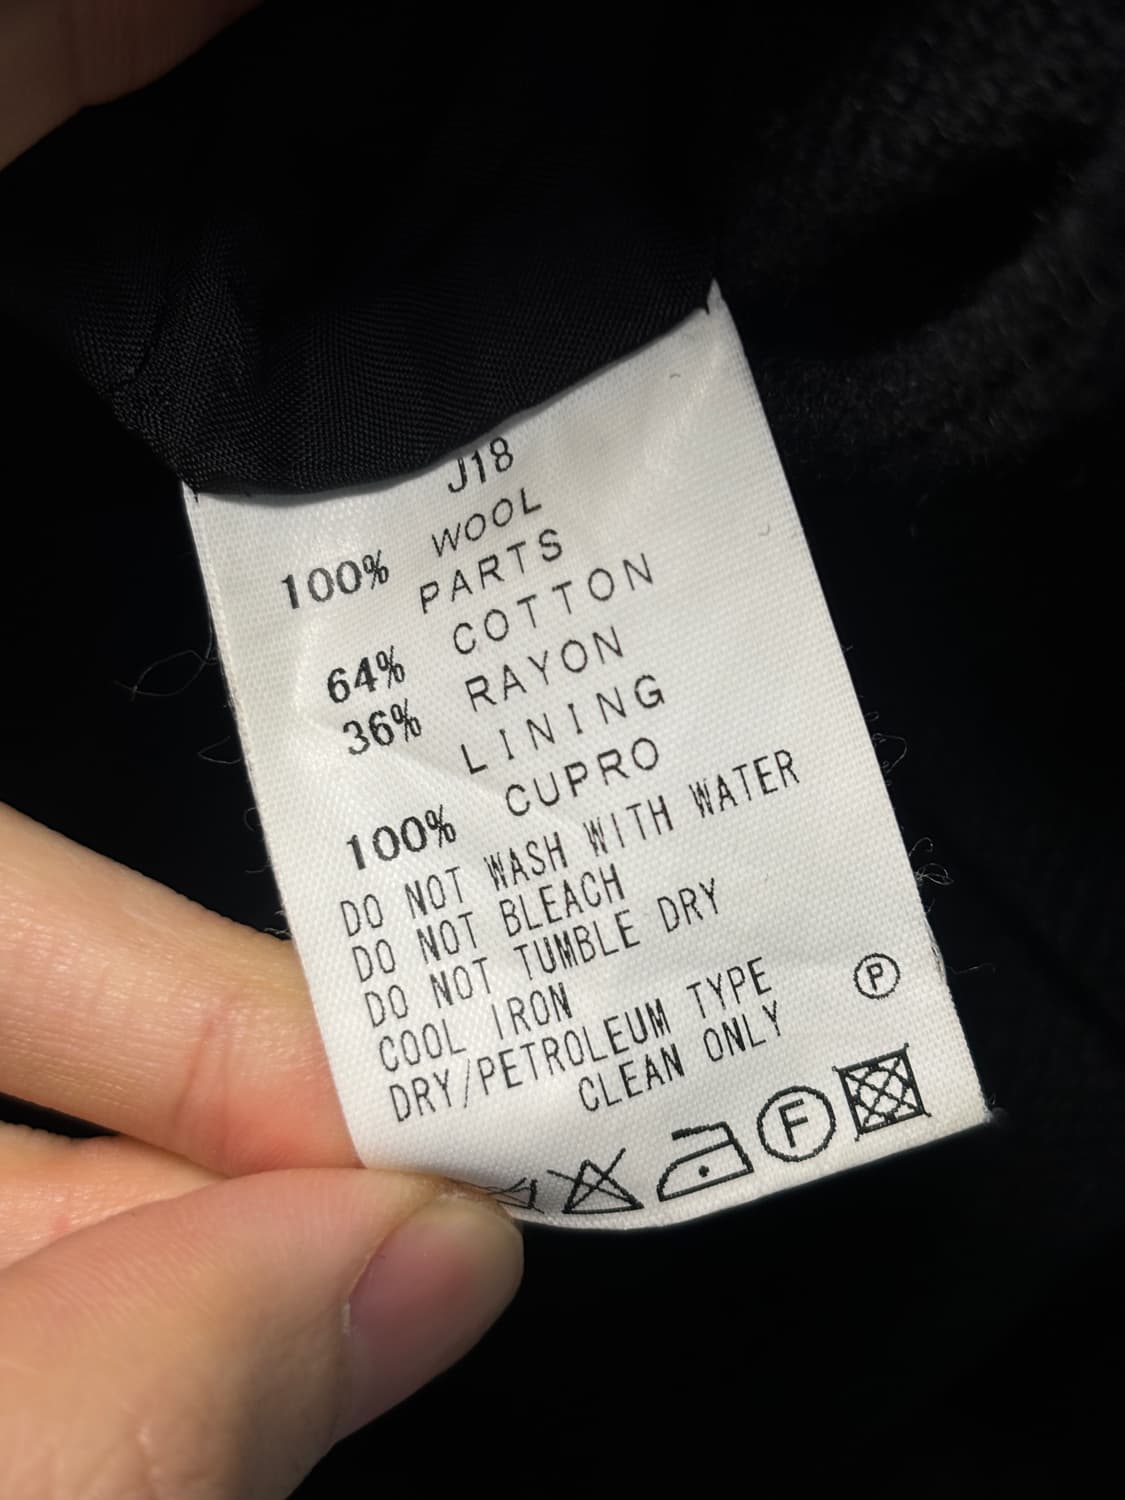 J18
100% WOOL
PARTS
64% COTTON
36% RAYON
LINING
100% CUPRO
DO NOT WASH WITH WATER
DO NOT BLEACH
DO NOT TUMBLE DRY
COOL IRON
DRY/PETROLEUM TYPE
CLEAN ONLY
P
F